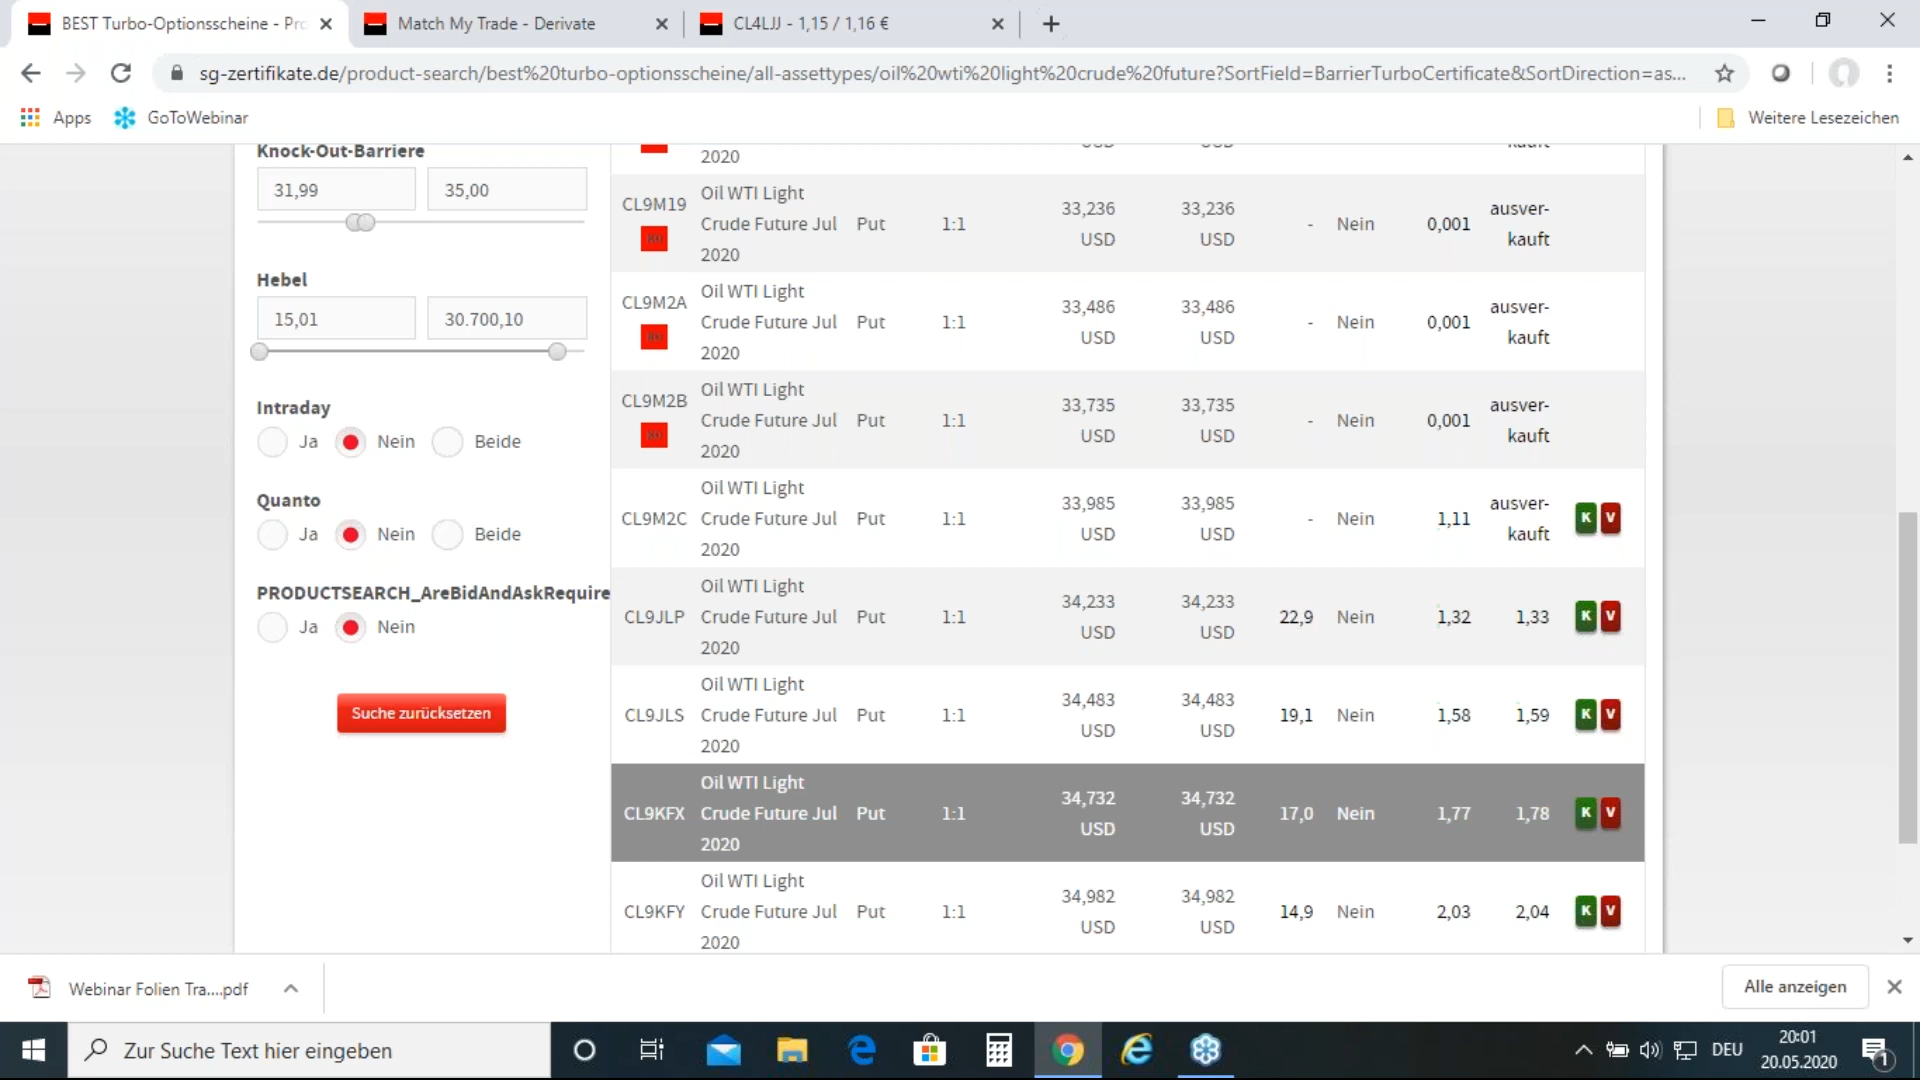 BEST Turbo-Optionsscheine - Pro
Match My Trade - Derivate
CL4LJJ - 1,15 / 1,16 €
sg-zertifikate.de/product-search/best%20turbo-optionsscheine/all-assettypes/oil%20wti%20light%20crude%20future?SortField=BarrierTurboCertificate&SortDirection=as...
Apps
GoToWebinar
Weitere Lesezeichen
Knock-Out-Barriere
31,99
35,00
Hebel
15,01
30.700,10
Intraday
Ja
Nein
Beide
Quanto
Ja
Nein
Beide
PRODUCTSEARCH_AreBidAndAskRequire
Ja
Nein
Suche zurücksetzen
2020
USD
USD
kauft
CL9M19
Oil WTI Light
Crude Future Jul
2020
Put
1:1
33,236
USD
33,236
USD
-
Nein
0,001
ausver-
kauft
CL9M2A
Oil WTI Light
Crude Future Jul
2020
Put
1:1
33,486
USD
33,486
USD
-
Nein
0,001
ausver-
kauft
CL9M2B
Oil WTI Light
Crude Future Jul
2020
Put
1:1
33,735
USD
33,735
USD
-
Nein
0,001
ausver-
kauft
CL9M2C
Oil WTI Light
Crude Future Jul
2020
Put
1:1
33,985
USD
33,985
USD
-
Nein
1,11
ausver-
kauft
K V
CL9JLP
Oil WTI Light
Crude Future Jul
2020
Put
1:1
34,233
USD
34,233
USD
22,9
Nein
1,32
1,33
K V
CL9JLS
Oil WTI Light
Crude Future Jul
2020
Put
1:1
34,483
USD
34,483
USD
19,1
Nein
1,58
1,59
K V
CL9KFX
Oil WTI Light
Crude Future Jul
2020
Put
1:1
34,732
USD
34,732
USD
17,0
Nein
1,77
1,78
K V
CL9KFY
Oil WTI Light
Crude Future Jul
2020
Put
1:1
34,982
USD
34,982
USD
14,9
Nein
2,03
2,04
K V
Webinar Folien Tra....pdf
Alle anzeigen
Zur Suche Text hier eingeben
DEU
20:01
20.05.2020
1